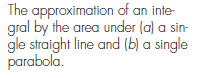 The approximation of an inte-
gral by the area under (a) a sin-
gle straight line and (b) a single
parabola.